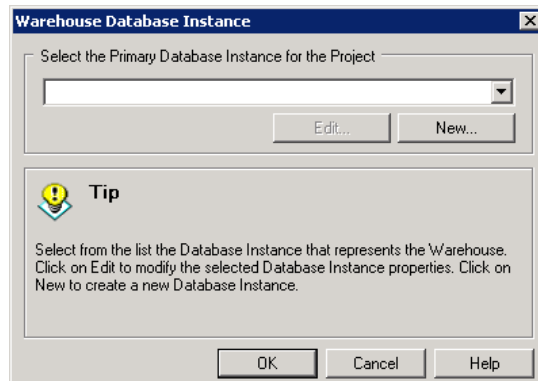 Warehouse Database Instance
Select the Primary Database Instance for the Project
Edit...
New...
Tip
Select from the list the Database Instance that represents the Warehouse.
Click on Edit to modify the selected Database Instance properties. Click on
New to create a new Database Instance.
OK
Cancel
Help